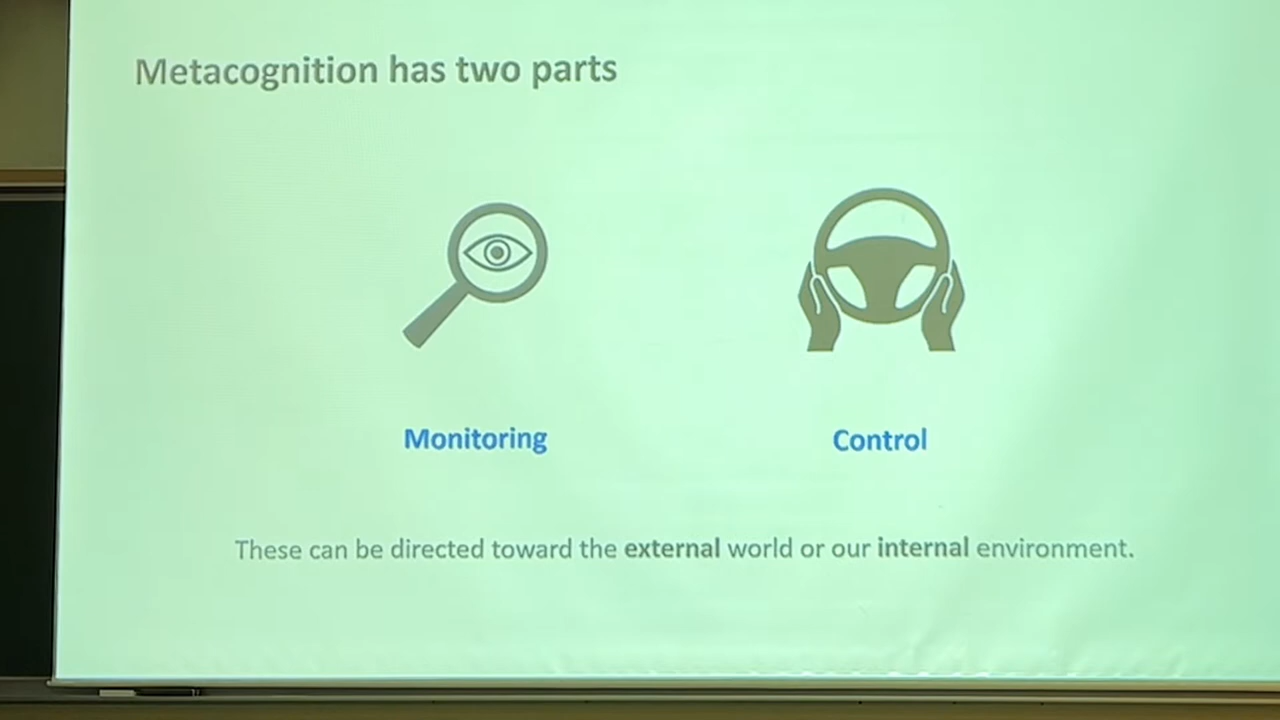 Metacognition has two parts
Monitoring
Control
These can be directed toward the external world or our internal environment.